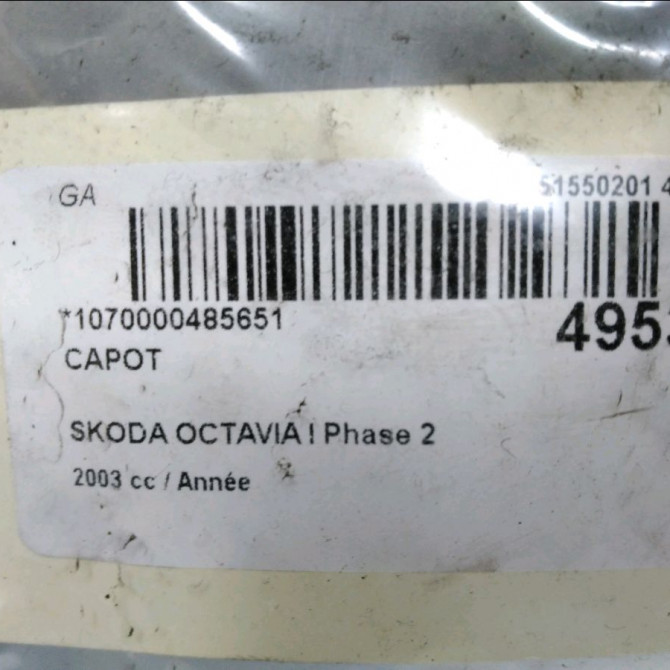 GA
51550201 4
*1070000485651
495
CAPOT
SKODA OCTAVIA I Phase 2
2003 cc / Année